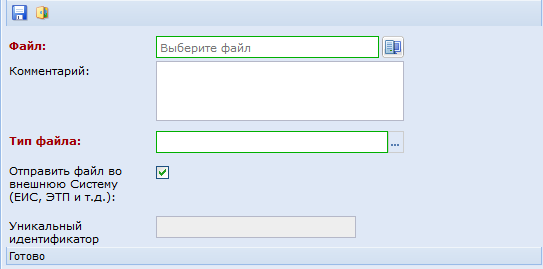 Файл: Выберите файл
Комментарий:
Тип файла: ...
Отправить файл во
внешнюю Систему
(ЕИС, ЭТП и т.д.):
Уникальный
идентификатор
Готово